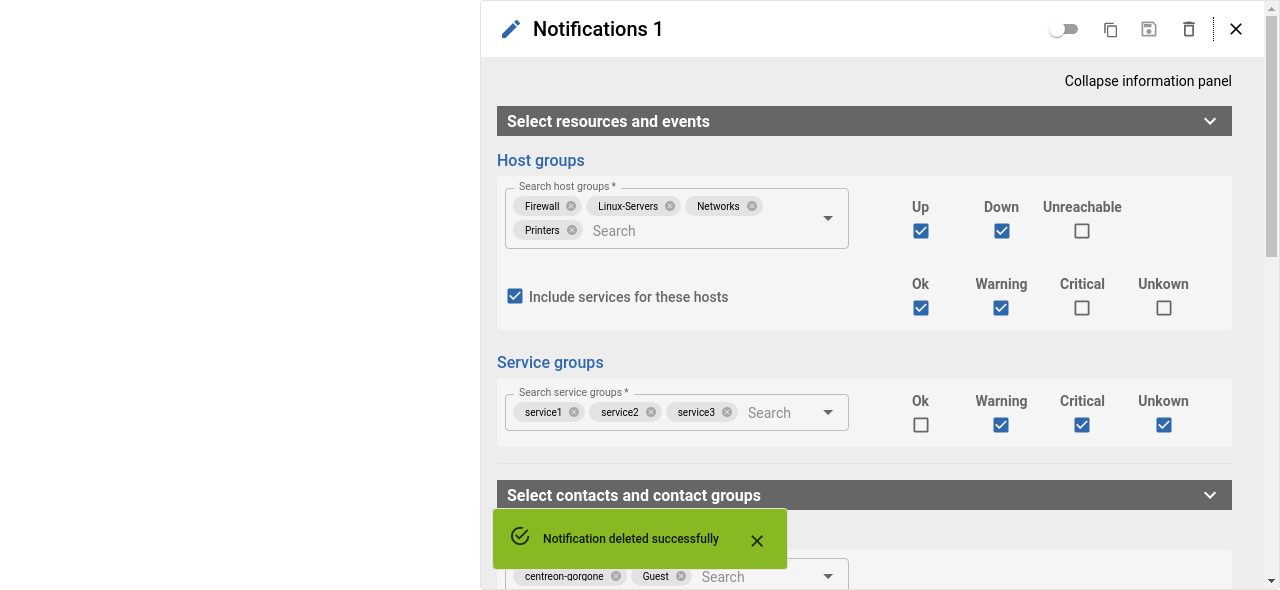 Notifications 1
Collapse information panel
Select resources and events
Host groups
Search host groups *
Firewall Linux-Servers Networks
Printers Search
Up Down Unreachable
Include services for these hosts
Ok Warning Critical Unkown
Service groups
Search service groups *
service1 service2 service3 Search
Ok Warning Critical Unkown
Select contacts and contact groups
Notification deleted successfully
centreon-gorgone Guest Search